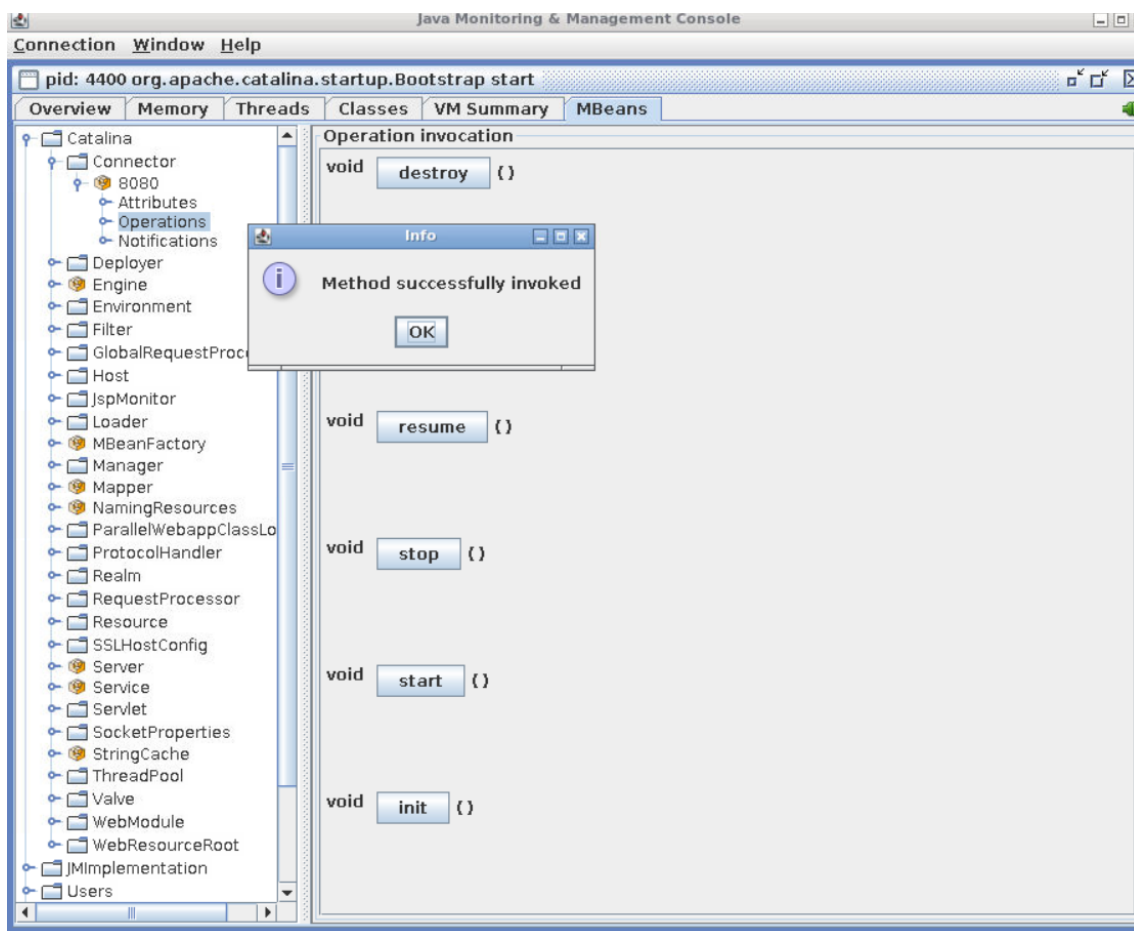 Java Monitoring & Management Console
Connection Window Help
pid: 4400 org.apache.catalina.startup.Bootstrap start
Overview Memory Threads Classes VM Summary MBeans
Catalina
Connector
8080
Attributes
Operations
Notifications
Deployer
Engine
Environment
Filter
GlobalRequestProc
Host
JspMonitor
Loader
MBeanFactory
Manager
Mapper
NamingResources
ParallelWebappClassLo
ProtocolHandler
Realm
RequestProcessor
Resource
SSLHostConfig
Server
Service
Servlet
SocketProperties
StringCache
ThreadPool
Valve
WebModule
WebResourceRoot
JMImplementation
Users
Operation invocation
void destroy ()
Info
i
Method successfully invoked
OK
void resume ()
void stop ()
void start ()
void init ()